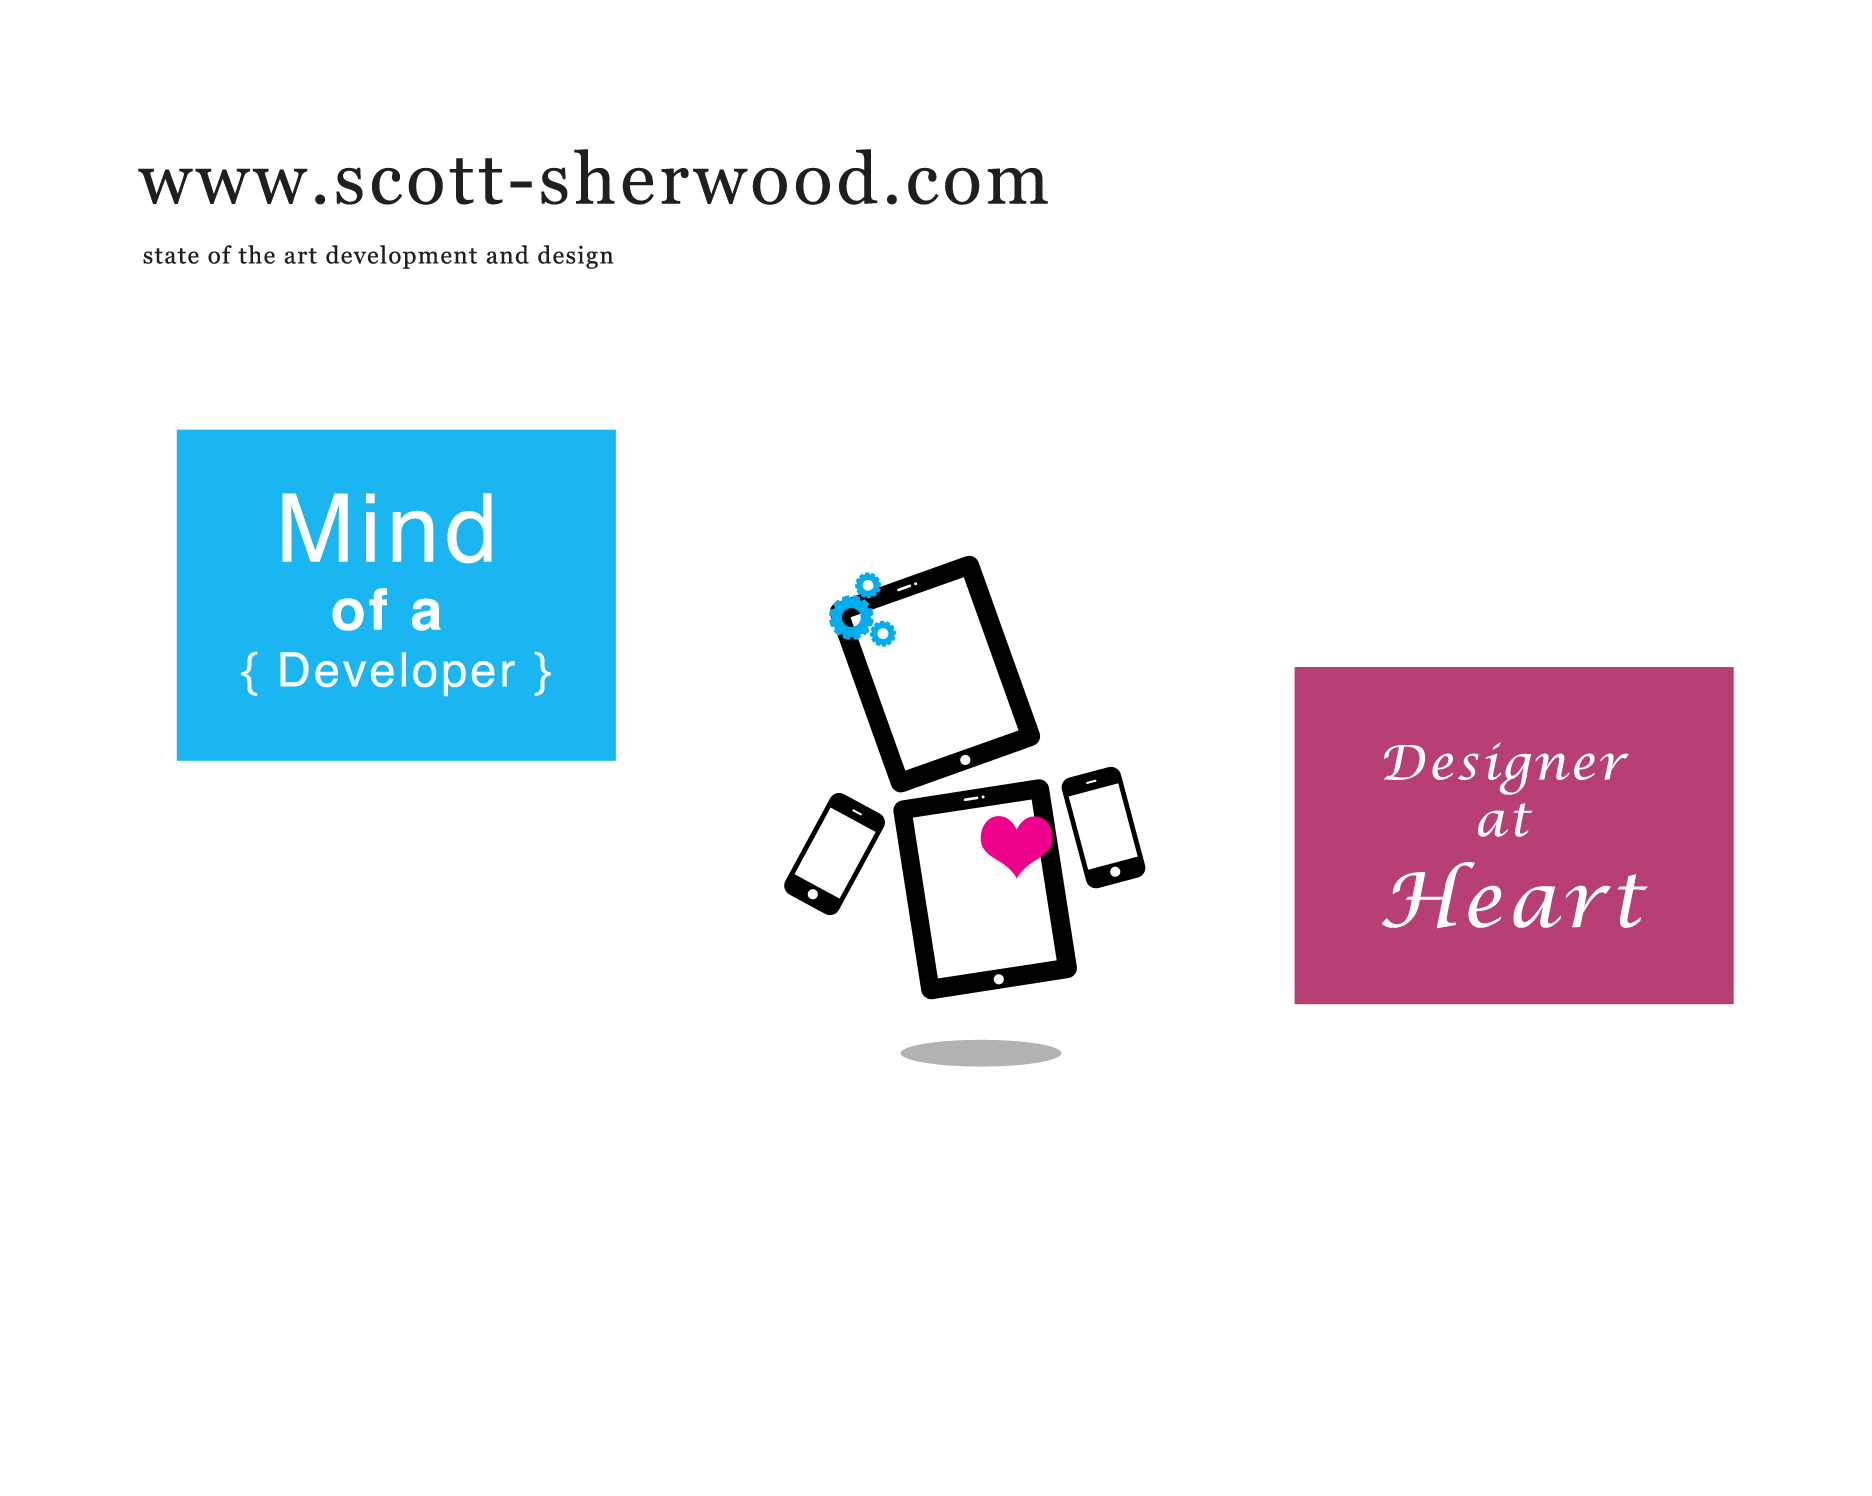 www.scott-sherwood.com
state of the art development and design
Mind
of a
{ Developer }
Designer
at
Heart